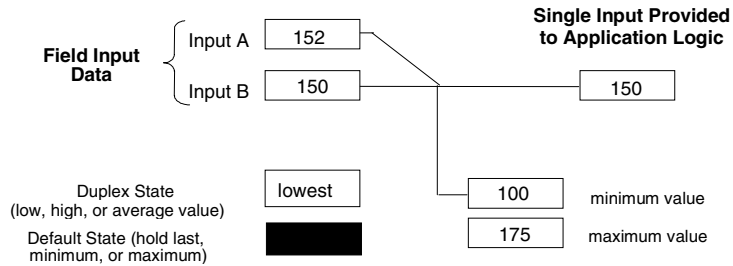 Single Input Provided
to Application Logic
Field Input
Data
Input A
152
Input B
150
150
Duplex State
(low, high, or average value)
lowest
100
minimum value
Default State (hold last,
minimum, or maximum)
175
maximum value